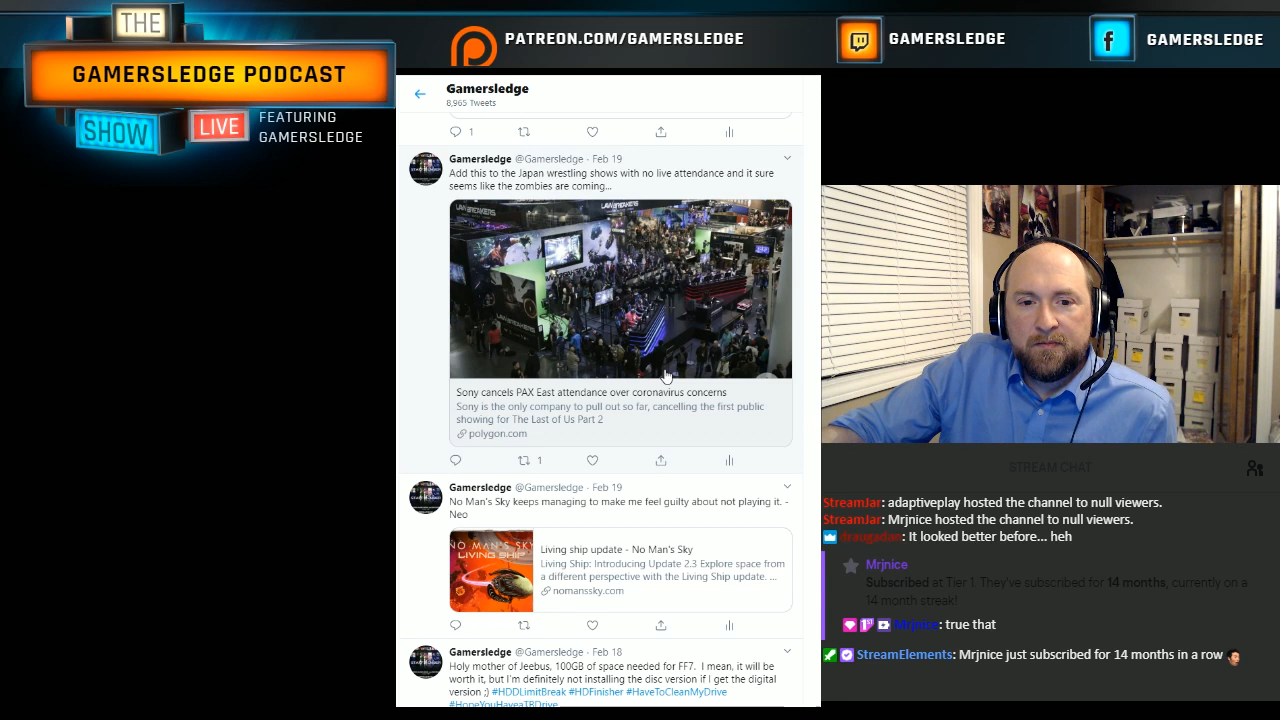 THE
GAMERSLEDGE PODCAST
SHOW
LIVE
FEATURING
GAMERSLEDGE
PATREON.COM/GAMERSLEDGE
GAMERSLEDGE
GAMERSLEDGE
Gamersledge
8,965 Tweets
1
Gamersledge @Gamersledge · Feb 19
Add this to the Japan wrestling shows with no live attendance and it sure
seems like the zombies are coming...
LAWBREAKERS
LAWBREAKERS
LAWBREAKERS
Sony cancels PAX East attendance over coronavirus concerns
Sony is the only company to pull out so far, cancelling the first public
showing for The Last of Us Part 2
polygon.com
1
Gamersledge @Gamersledge · Feb 19
No Man's Sky keeps managing to make me feel guilty about not playing it. -
Neo
NO MAN'S SKY
LIVING SHIP
Living ship update - No Man's Sky
Living Ship: Introducing Update 2.3 Explore space from
a different perspective with the Living Ship update. ...
nomanssky.com
Gamersledge @Gamersledge · Feb 18
Holy mother of Jeebus, 100GB of space needed for FF7. I mean, it will be
worth it, but I'm definitely not installing the disc version if I get the digital
version ;) #HDDLimitBreak #HDFinisher #HaveToCleanMyDrive
#HopeYouHaveaTBDrive
STREAM CHAT
StreamJar: adaptiveplay hosted the channel to null viewers.
StreamJar: Mrjnice hosted the channel to null viewers.
: It looked better before... heh
Mrjnice
Subscribed at Tier 1. They've subscribed for 14 months, currently on a
14 month streak!
Mrjnice: true that
StreamElements: Mrjnice just subscribed for 14 months in a row